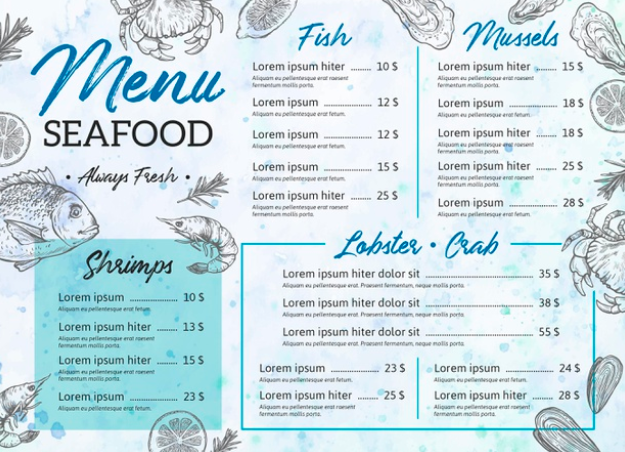 Menu
SEAFOOD
• Always Fresh •
Fish
Lorem ipsum hiter ........ 10 $
Aliquam eu pellentesque erat raesent
fermentum mollis porta.
Lorem ipsum ................ 12 $
Aliquam eu pellentesque erat fetum.
Lorem ipsum ................ 12 $
Aliquam eu pellentesque erat fetum.
Lorem ipsum ................ 15 $
Aliquam eu pellentesque erat fetum.
Lorem ipsum hiter ........ 25 $
Aliquam eu pellentesque erat raesent
fermentum mollis porta.
Mussels
Lorem ipsum hiter ........ 15 $
Aliquam eu pellentesque erat raesent
fermentum mollis porta.
Lorem ipsum ................ 18 $
Aliquam eu pellentesque erat fetum.
Lorem ipsum hiter ........ 18 $
Aliquam eu pellentesque erat raesent
fermentum mollis porta.
Lorem ipsum hiter ........ 25 $
Aliquam eu pellentesque erat raesent
fermentum mollis porta.
Lorem ipsum ................ 28 $
Aliquam eu pellentesque erat fetum.
Shrimps
Lorem ipsum ................ 10 $
Aliquam eu pellentesque erat fetum.
Lorem ipsum hiter ........ 13 $
Aliquam eu pellentesque erat raesent
fermentum mollis porta.
Lorem ipsum hiter ........ 15 $
Aliquam eu pellentesque erat raesent
fermentum mollis porta.
Lorem ipsum ................ 23 $
Aliquam eu pellentesque erat fetum.
Lobster • Crab
Lorem ipsum hiter dolor sit ........................ 35 $
Aliquam eu pellentesque erat raesent fermentum, neque mollis porta.
Lorem ipsum hiter dolor sit ........................ 38 $
Aliquam eu pellentesque erat raesent fermentum, neque mollis porta.
Lorem ipsum hiter dolor sit ........................ 55 $
Aliquam eu pellentesque erat raesent fermentum, neque mollis porta.
Lorem ipsum ................ 23 $
Aliquam eu pellentesque erat fetum.
Lorem ipsum hiter ........ 25 $
Aliquam eu pellentesque erat raesent
fermentum mollis porta.
Lorem ipsum ................ 24 $
Aliquam eu pellentesque erat fetum.
Lorem ipsum hiter ........ 28 $
Aliquam eu pellentesque erat raesent
fermentum mollis porta.